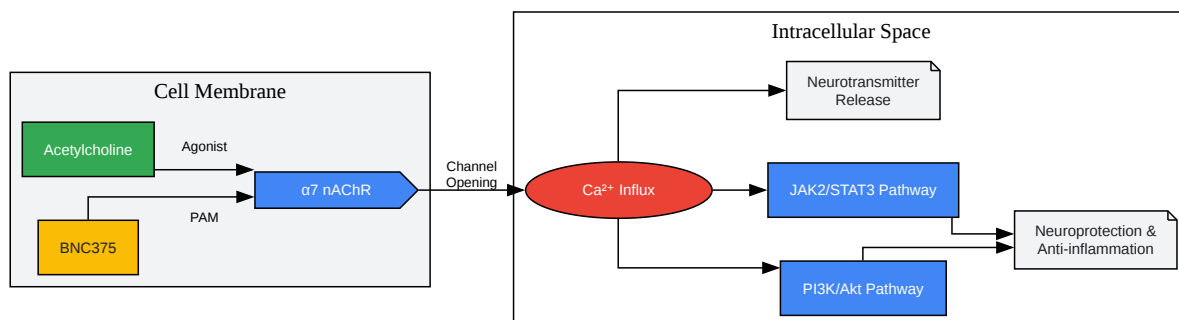 Intracellular Space
Cell Membrane
Neurotransmitter
Release
Acetylcholine
Agonist
α7 nAChR
Channel
Opening
Ca²⁺ Influx
JAK2/STAT3 Pathway
PAM
BNC375
Neuroprotection &
Anti-inflammation
PI3K/Akt Pathway